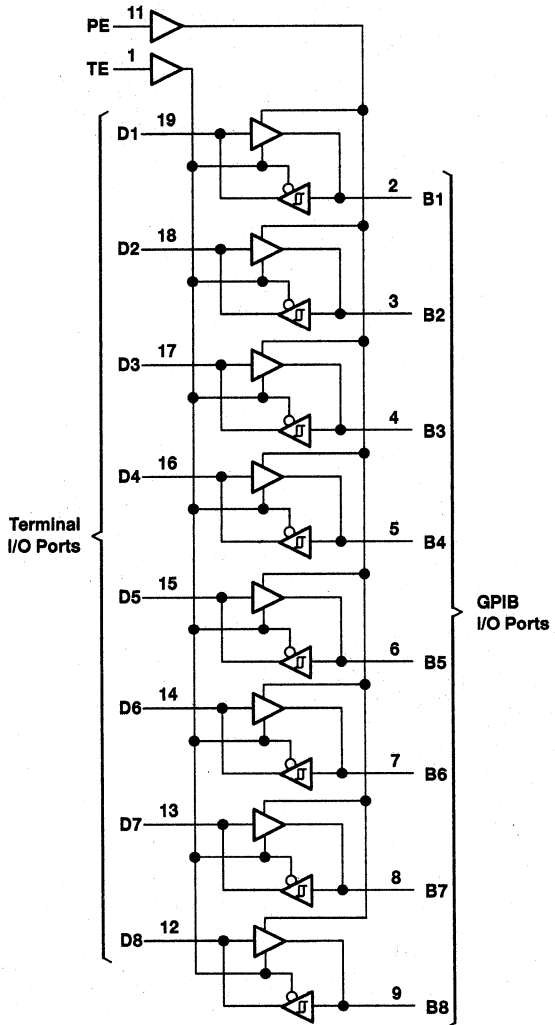 PE 11
TE 1
D1 19
2 B1
D2 18
3 B2
D3 17
4 B3
D4 16
Terminal
I/O Ports
5 B4
D5 15
GPIB
I/O Ports
6 B5
D6 14
7 B6
D7 13
8 B7
D8 12
9 B8